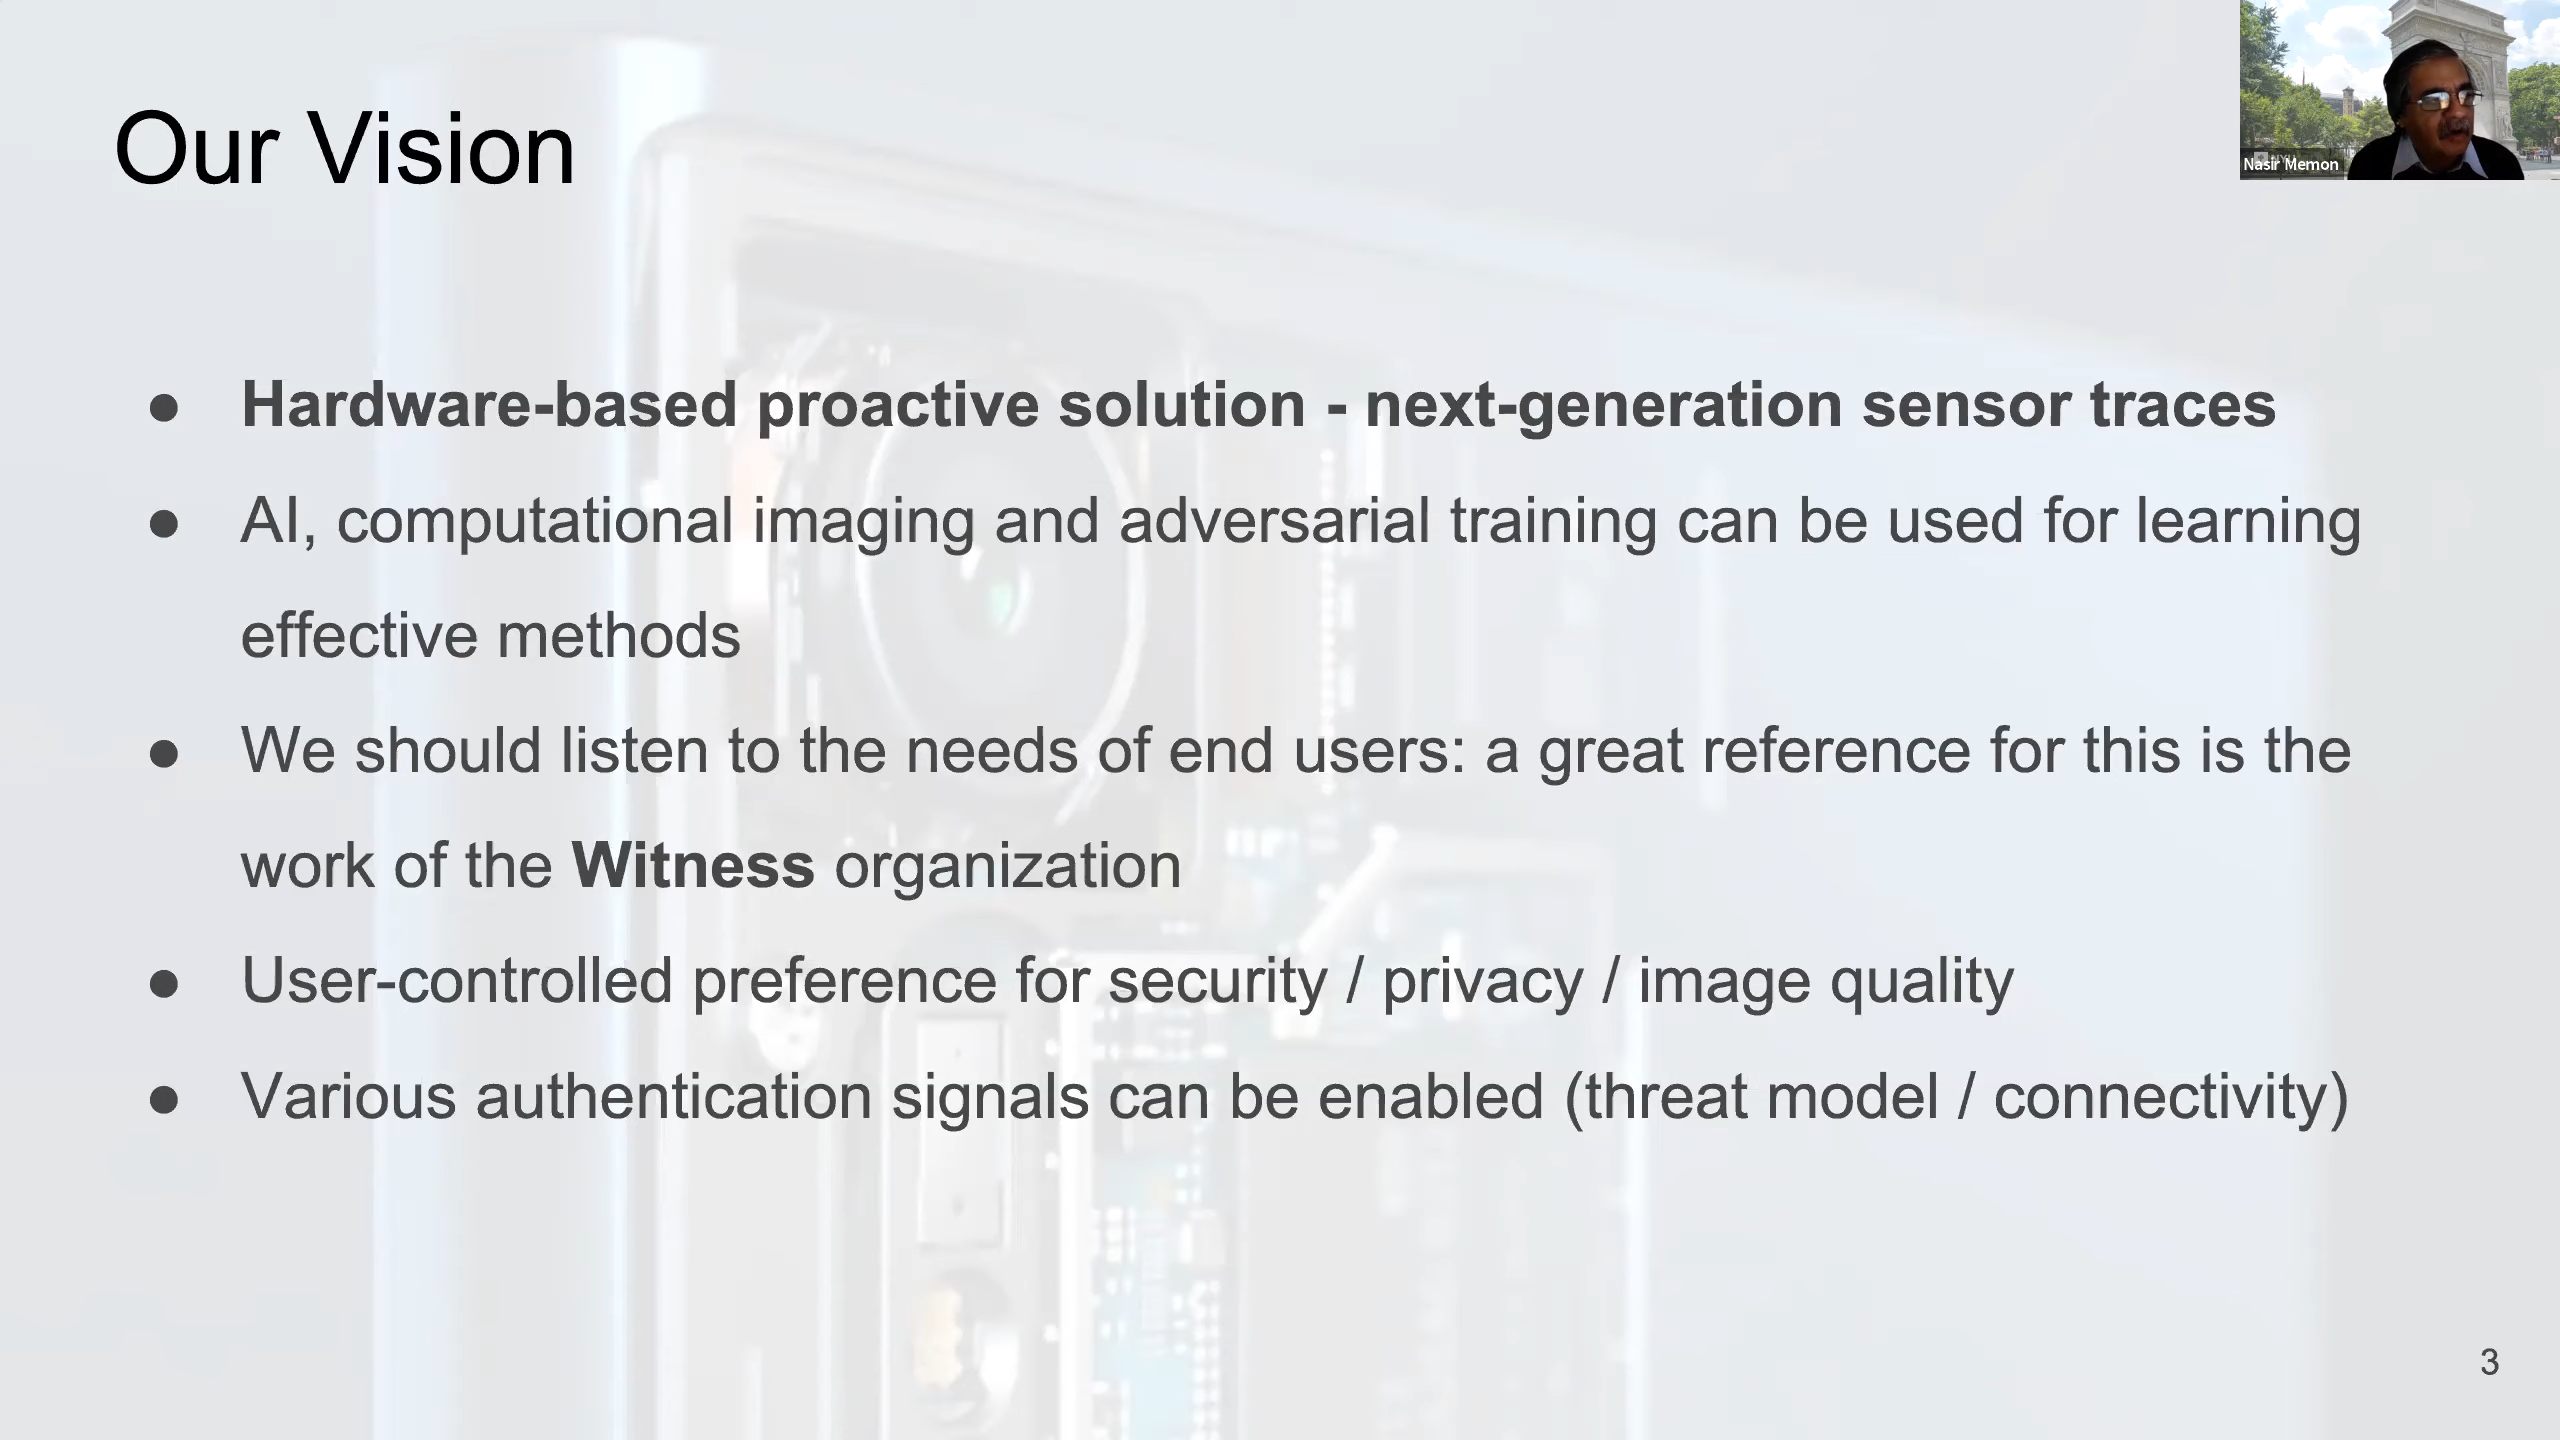 Our Vision
Nasir Memon
● Hardware-based proactive solution - next-generation sensor traces
● AI, computational imaging and adversarial training can be used for learning
effective methods
● We should listen to the needs of end users: a great reference for this is the
work of the Witness organization
● User-controlled preference for security / privacy / image quality
● Various authentication signals can be enabled (threat model / connectivity)
3